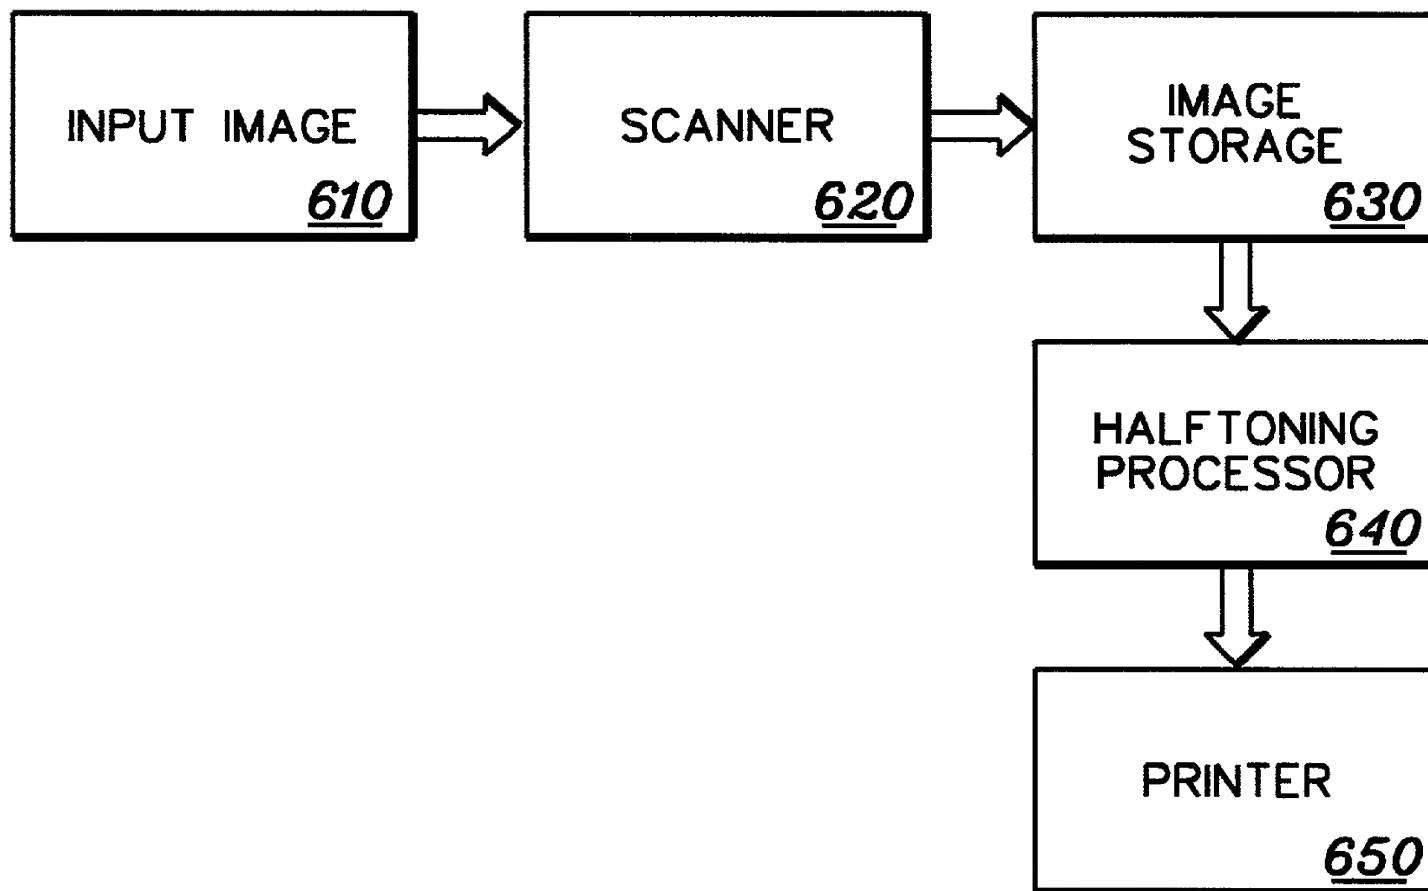 INPUT IMAGE
610
SCANNER
620
IMAGE
STORAGE
630
HALFTONING
PROCESSOR
640
PRINTER
650